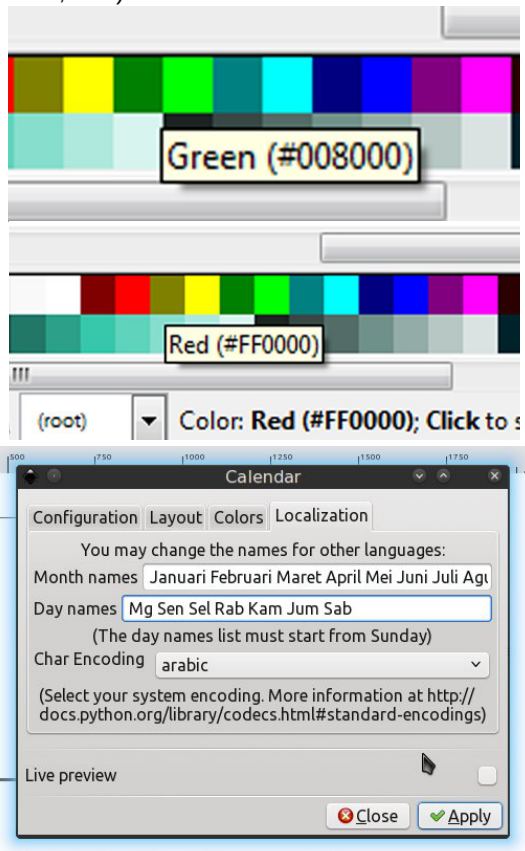 Green (#008000)
Red (#FF0000)
(root) Color: Red (#FF0000); Click to s
500 750 1000 1250 1500 1750
Calendar
Configuration Layout Colors Localization
You may change the names for other languages:
Month names Januari Februari Maret April Mei Juni Juli Agu
Day names Mg Sen Sel Rab Kam Jum Sab
(The day names list must start from Sunday)
Char Encoding arabic
(Select your system encoding. More information at http://
docs.python.org/library/codecs.html#standard-encodings)
Live preview
Close Apply